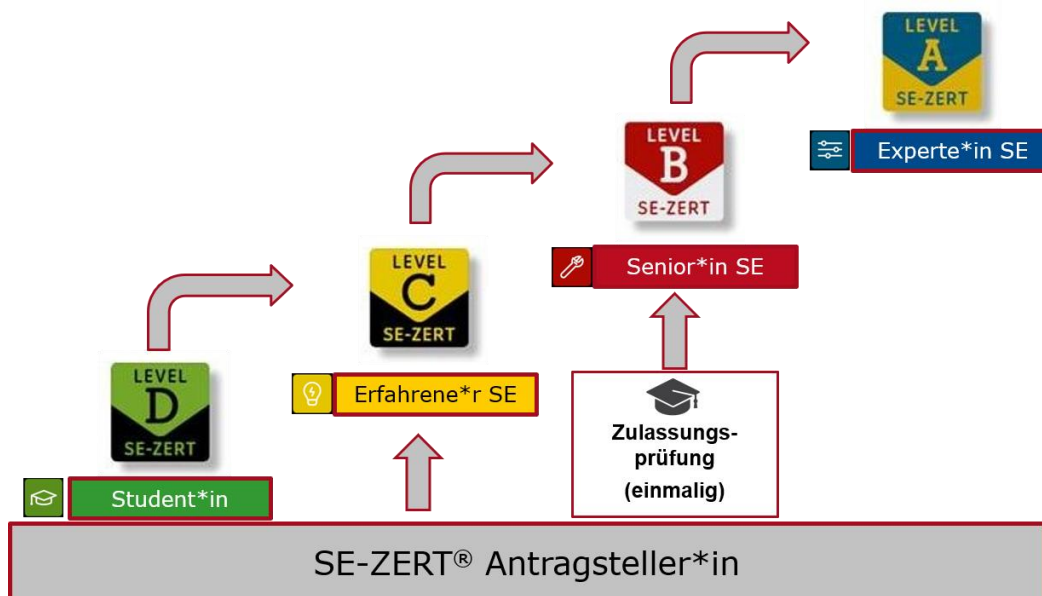 LEVEL
A
SE-ZERT
Experte*in SE
LEVEL
B
SE-ZERT
Senior*in SE
LEVEL
C
SE-ZERT
Erfahrene*r SE
LEVEL
D
SE-ZERT
Student*in
Zulassungs-
prüfung
(einmalig)
SE-ZERT® Antragsteller*in